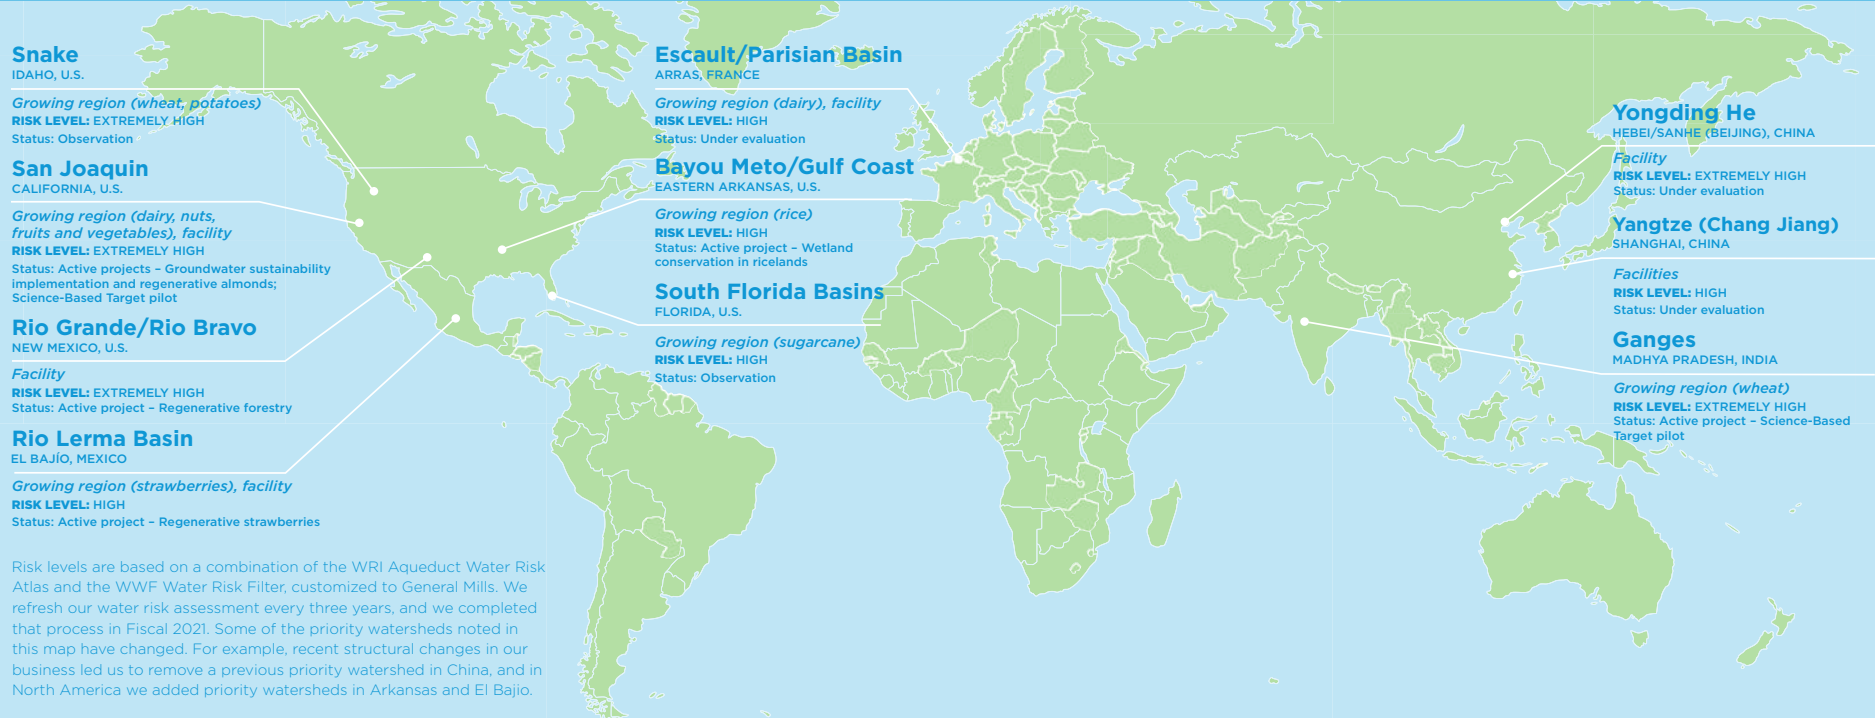 Snake
IDAHO, U.S.
Growing region (wheat, potatoes)
RISK LEVEL: EXTREMELY HIGH
Status: Observation
San Joaquin
CALIFORNIA, U.S.
Growing region (dairy, nuts,
fruits and vegetables), facility
RISK LEVEL: EXTREMELY HIGH
Status: Active projects – Groundwater sustainability
implementation and regenerative almonds;
Science-Based Target pilot
Rio Grande/Rio Bravo
NEW MEXICO, U.S.
Facility
RISK LEVEL: EXTREMELY HIGH
Status: Active project – Regenerative forestry
Rio Lerma Basin
EL BAJÍO, MEXICO
Growing region (strawberries), facility
RISK LEVEL: HIGH
Status: Active project – Regenerative strawberries
Risk levels are based on a combination of the WRI Aqueduct Water Risk
Atlas and the WWF Water Risk Filter, customized to General Mills. We
refresh our water risk assessment every three years, and we completed
that process in Fiscal 2021. Some of the priority watersheds noted in
this map have changed. For example, recent structural changes in our
business led us to remove a previous priority watershed in China, and in
North America we added priority watersheds in Arkansas and El Bajio.
Escault/Parisian Basin
ARRAS, FRANCE
Growing region (dairy), facility
RISK LEVEL: HIGH
Status: Under evaluation
Bayou Meto/Gulf Coast
EASTERN ARKANSAS, U.S.
Growing region (rice)
RISK LEVEL: HIGH
Status: Active project – Wetland
conservation in ricelands
South Florida Basins
FLORIDA, U.S.
Growing region (sugarcane)
RISK LEVEL: HIGH
Status: Observation
Yongding He
HEBEI/SANHE (BEIJING), CHINA
Facility
RISK LEVEL: EXTREMELY HIGH
Status: Under evaluation
Yangtze (Chang Jiang)
SHANGHAI, CHINA
Facilities
RISK LEVEL: HIGH
Status: Under evaluation
Ganges
MADHYA PRADESH, INDIA
Growing region (wheat)
RISK LEVEL: EXTREMELY HIGH
Status: Active project – Science-Based
Target pilot